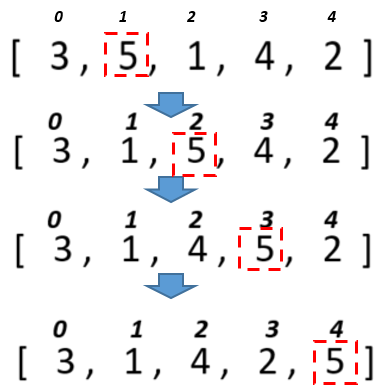 0 1 2 3 4
[ 3 , 5 , 1 , 4 , 2 ]
0 1 2 3 4
[ 3 , 1 , 5 , 4 , 2 ]
0 1 2 3 4
[ 3 , 1 , 4 , 5 , 2 ]
0 1 2 3 4
[ 3 , 1 , 4 , 2 , 5 ]